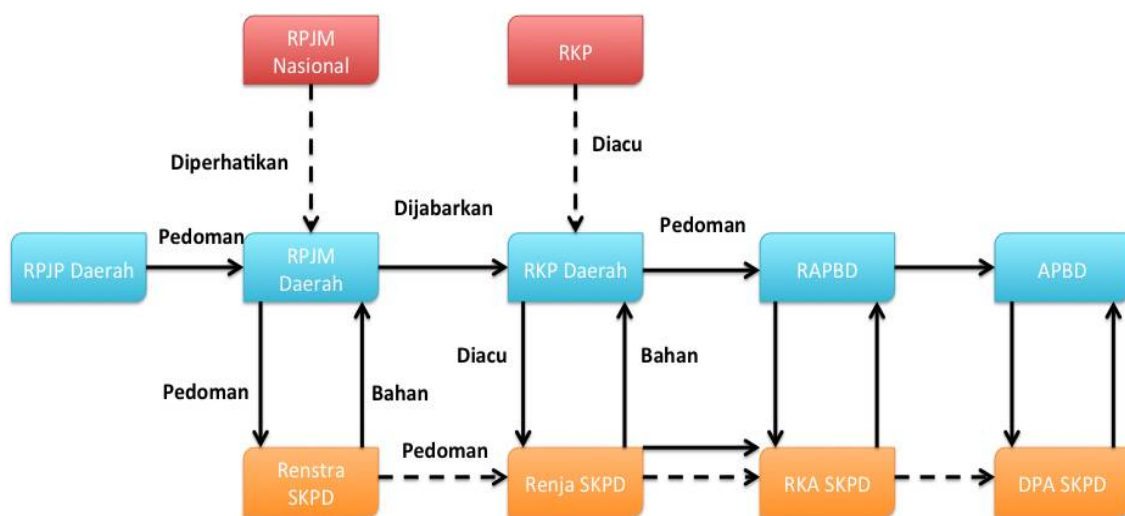 RPJM
Nasional
RKP
Diperhatikan
Diacu
Pedoman
Dijabarkan
Pedoman
RPJP Daerah
RPJM
Daerah
RKP Daerah
RAPBD
APBD
Pedoman
Bahan
Diacu
Bahan
Pedoman
Renstra
SKPD
Renja SKPD
RKA SKPD
DPA SKPD